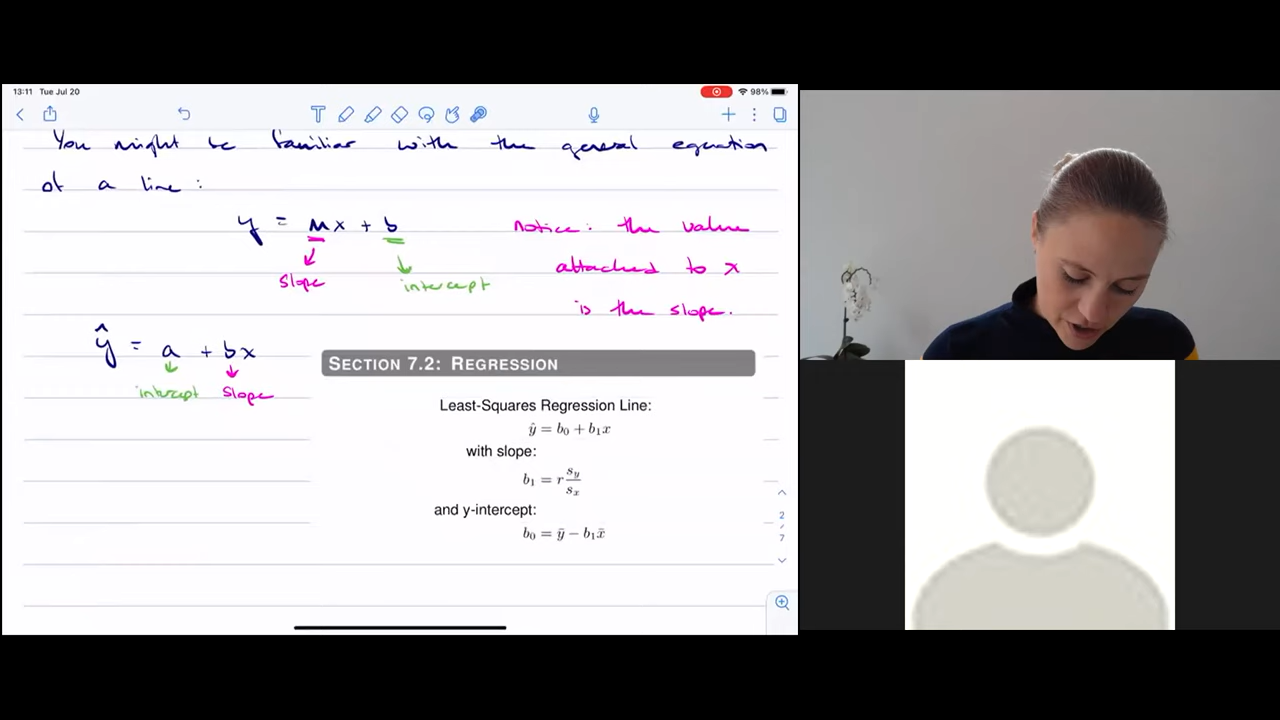 13:11 Tue Jul 20
98%
You might be familiar with the general equation
of a line:
y = mx + b
slope
intercept
notice: the value
attached to x
is the slope.
ŷ = a + bx
intercept
slope
SECTION 7.2: REGRESSION
Least-Squares Regression Line:
ŷ = b₀ + b₁x
with slope:
b₁ = r s_y/s_x
and y-intercept:
b₀ = ȳ − b₁x̄
2
/
7